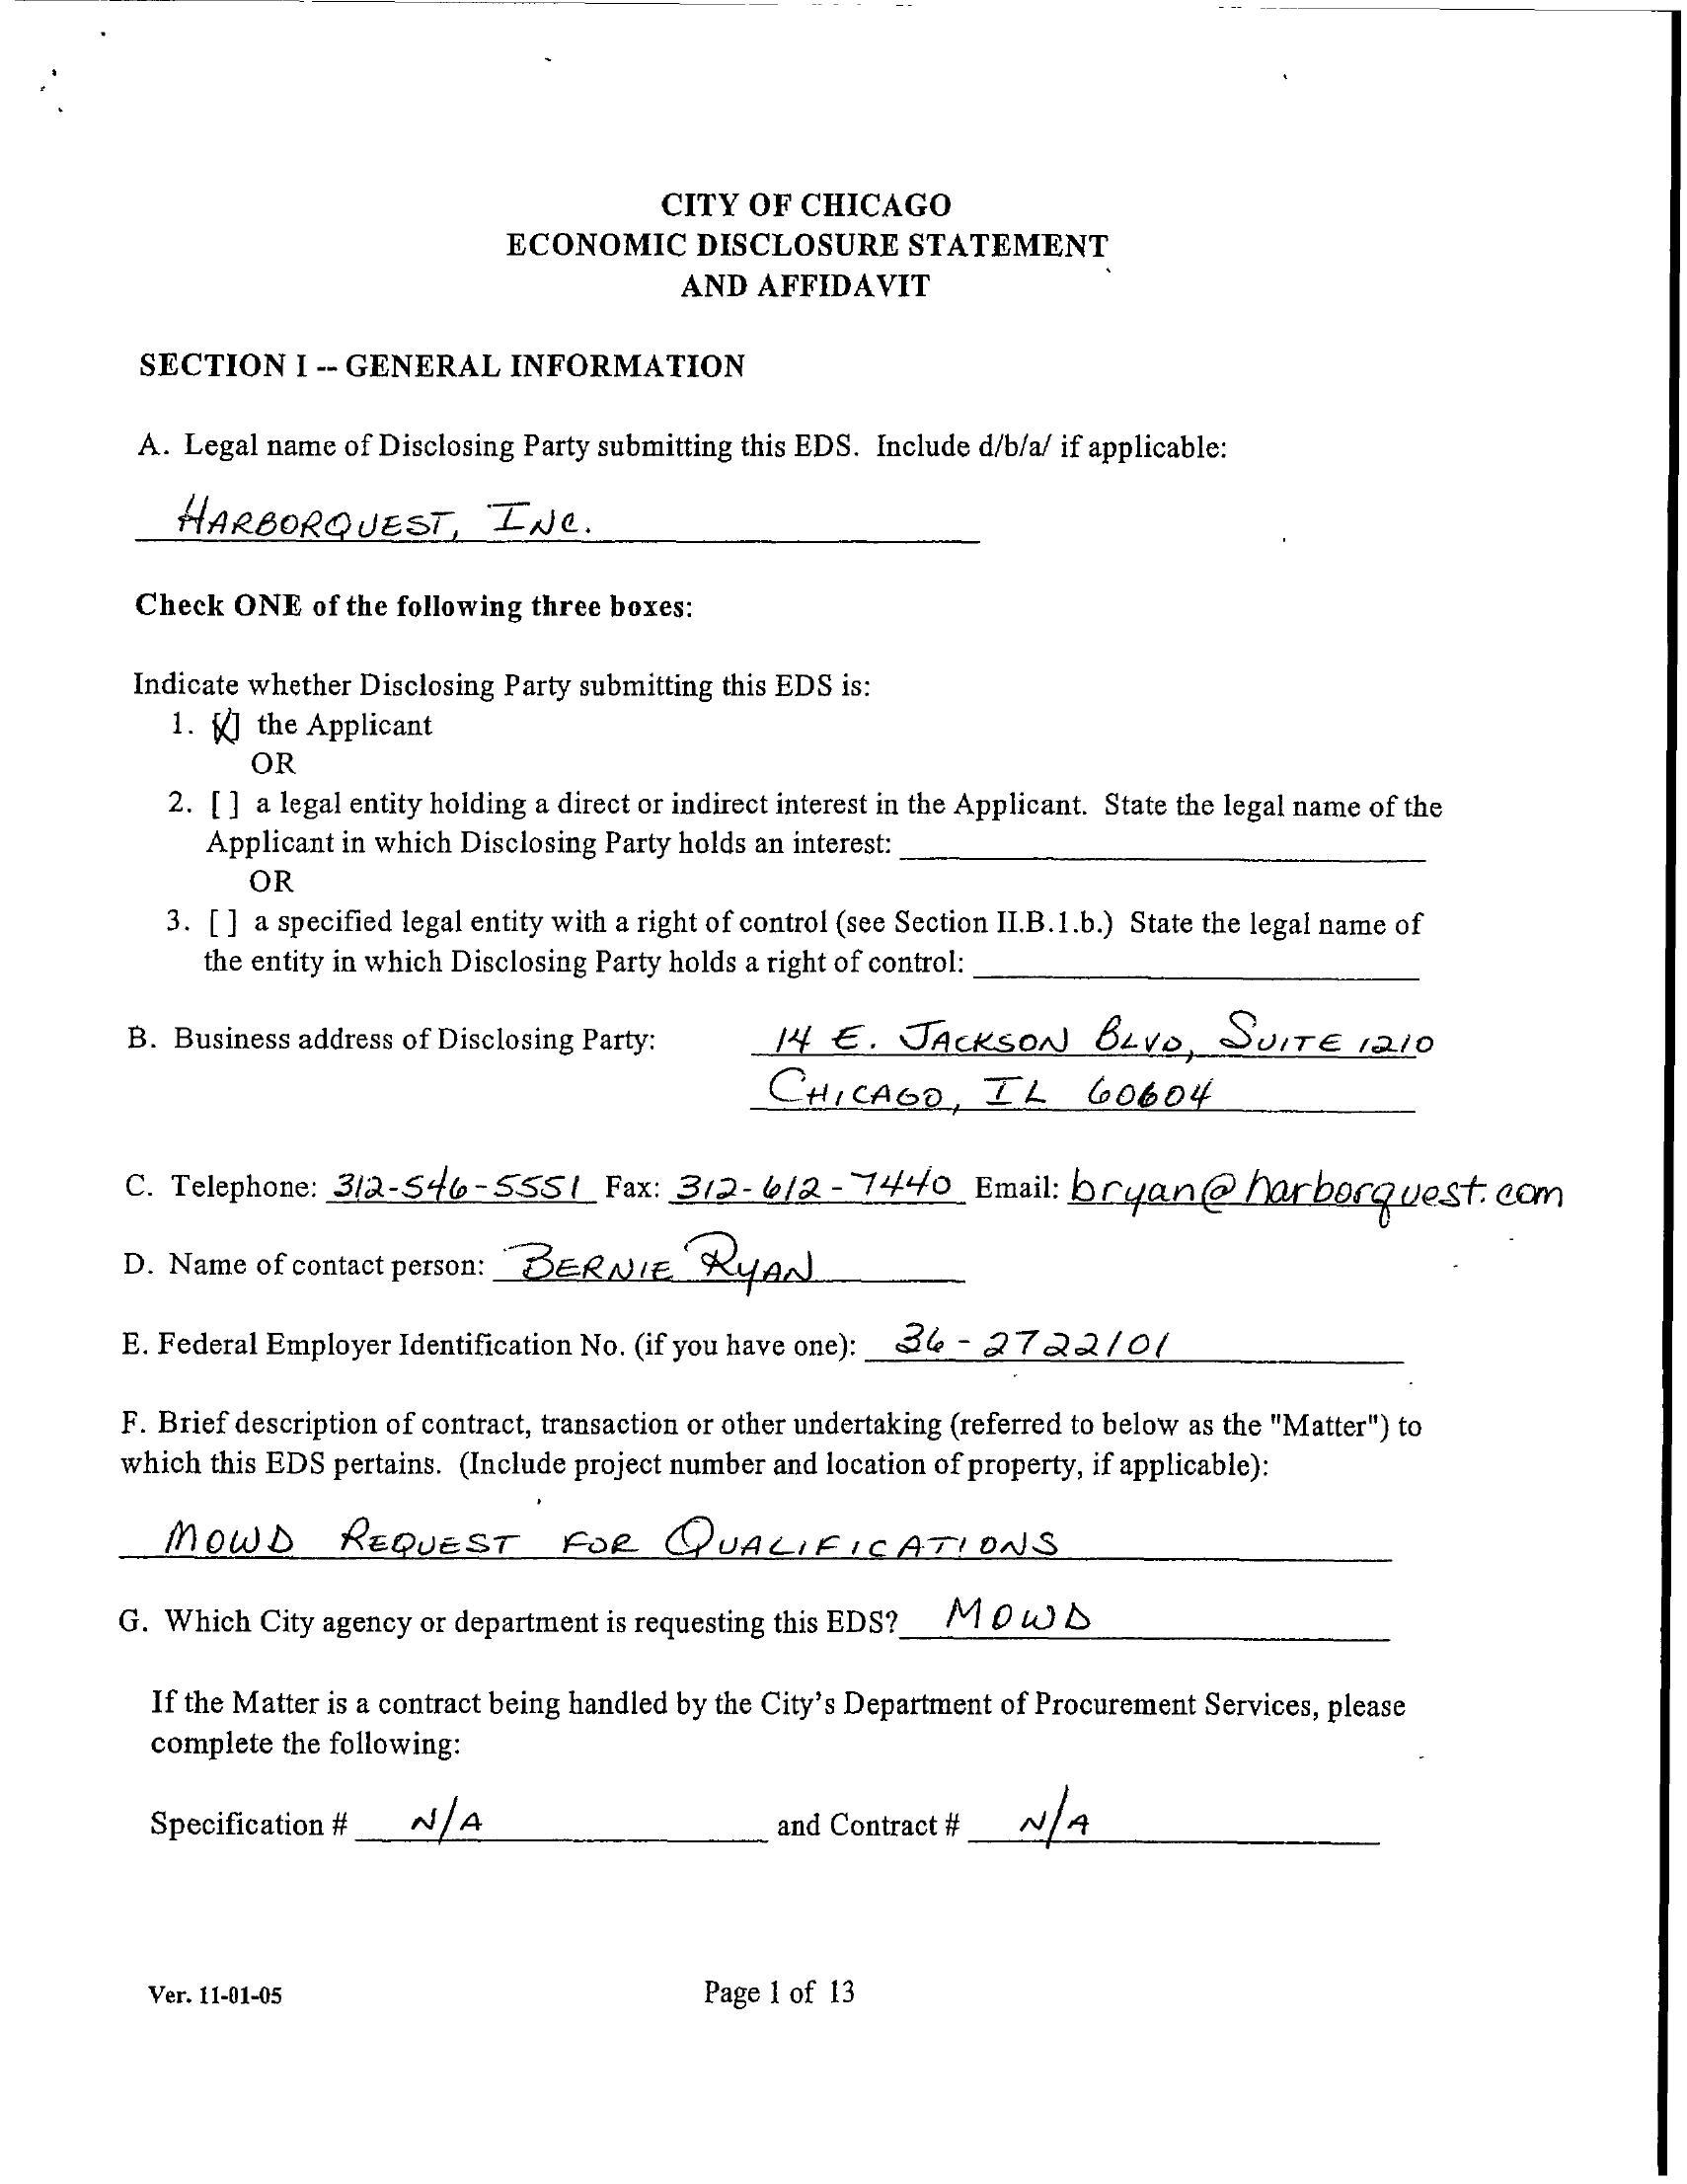 CITY OF CHICAGO
ECONOMIC DISCLOSURE STATEMENT
AND AFFIDAVIT
SECTION I -- GENERAL INFORMATION
A. Legal name of Disclosing Party submitting this EDS. Include d/b/a/ if applicable:
HARBORQUEST, INC.
Check ONE of the following three boxes:
Indicate whether Disclosing Party submitting this EDS is:
1. [X] the Applicant
OR
2. [ ] a legal entity holding a direct or indirect interest in the Applicant. State the legal name of the
Applicant in which Disclosing Party holds an interest:
OR
3. [ ] a specified legal entity with a right of control (see Section II.B.1.b.) State the legal name of
the entity in which Disclosing Party holds a right of control:
B. Business address of Disclosing Party: 14 E. JACKSON BLVD, SUITE 1210
CHICAGO, IL 60604
C. Telephone: 312-546-5551 Fax: 312-612-7440 Email: bryan@harborquest.com
D. Name of contact person: BERNIE RYAN
E. Federal Employer Identification No. (if you have one): 36-2722101
F. Brief description of contract, transaction or other undertaking (referred to below as the "Matter") to
which this EDS pertains. (Include project number and location of property, if applicable):
MOWD REQUEST FOR QUALIFICATIONS
G. Which City agency or department is requesting this EDS? MOWD
If the Matter is a contract being handled by the City's Department of Procurement Services, please
complete the following:
Specification # N/A and Contract # N/A
Ver. 11-01-05 Page 1 of 13